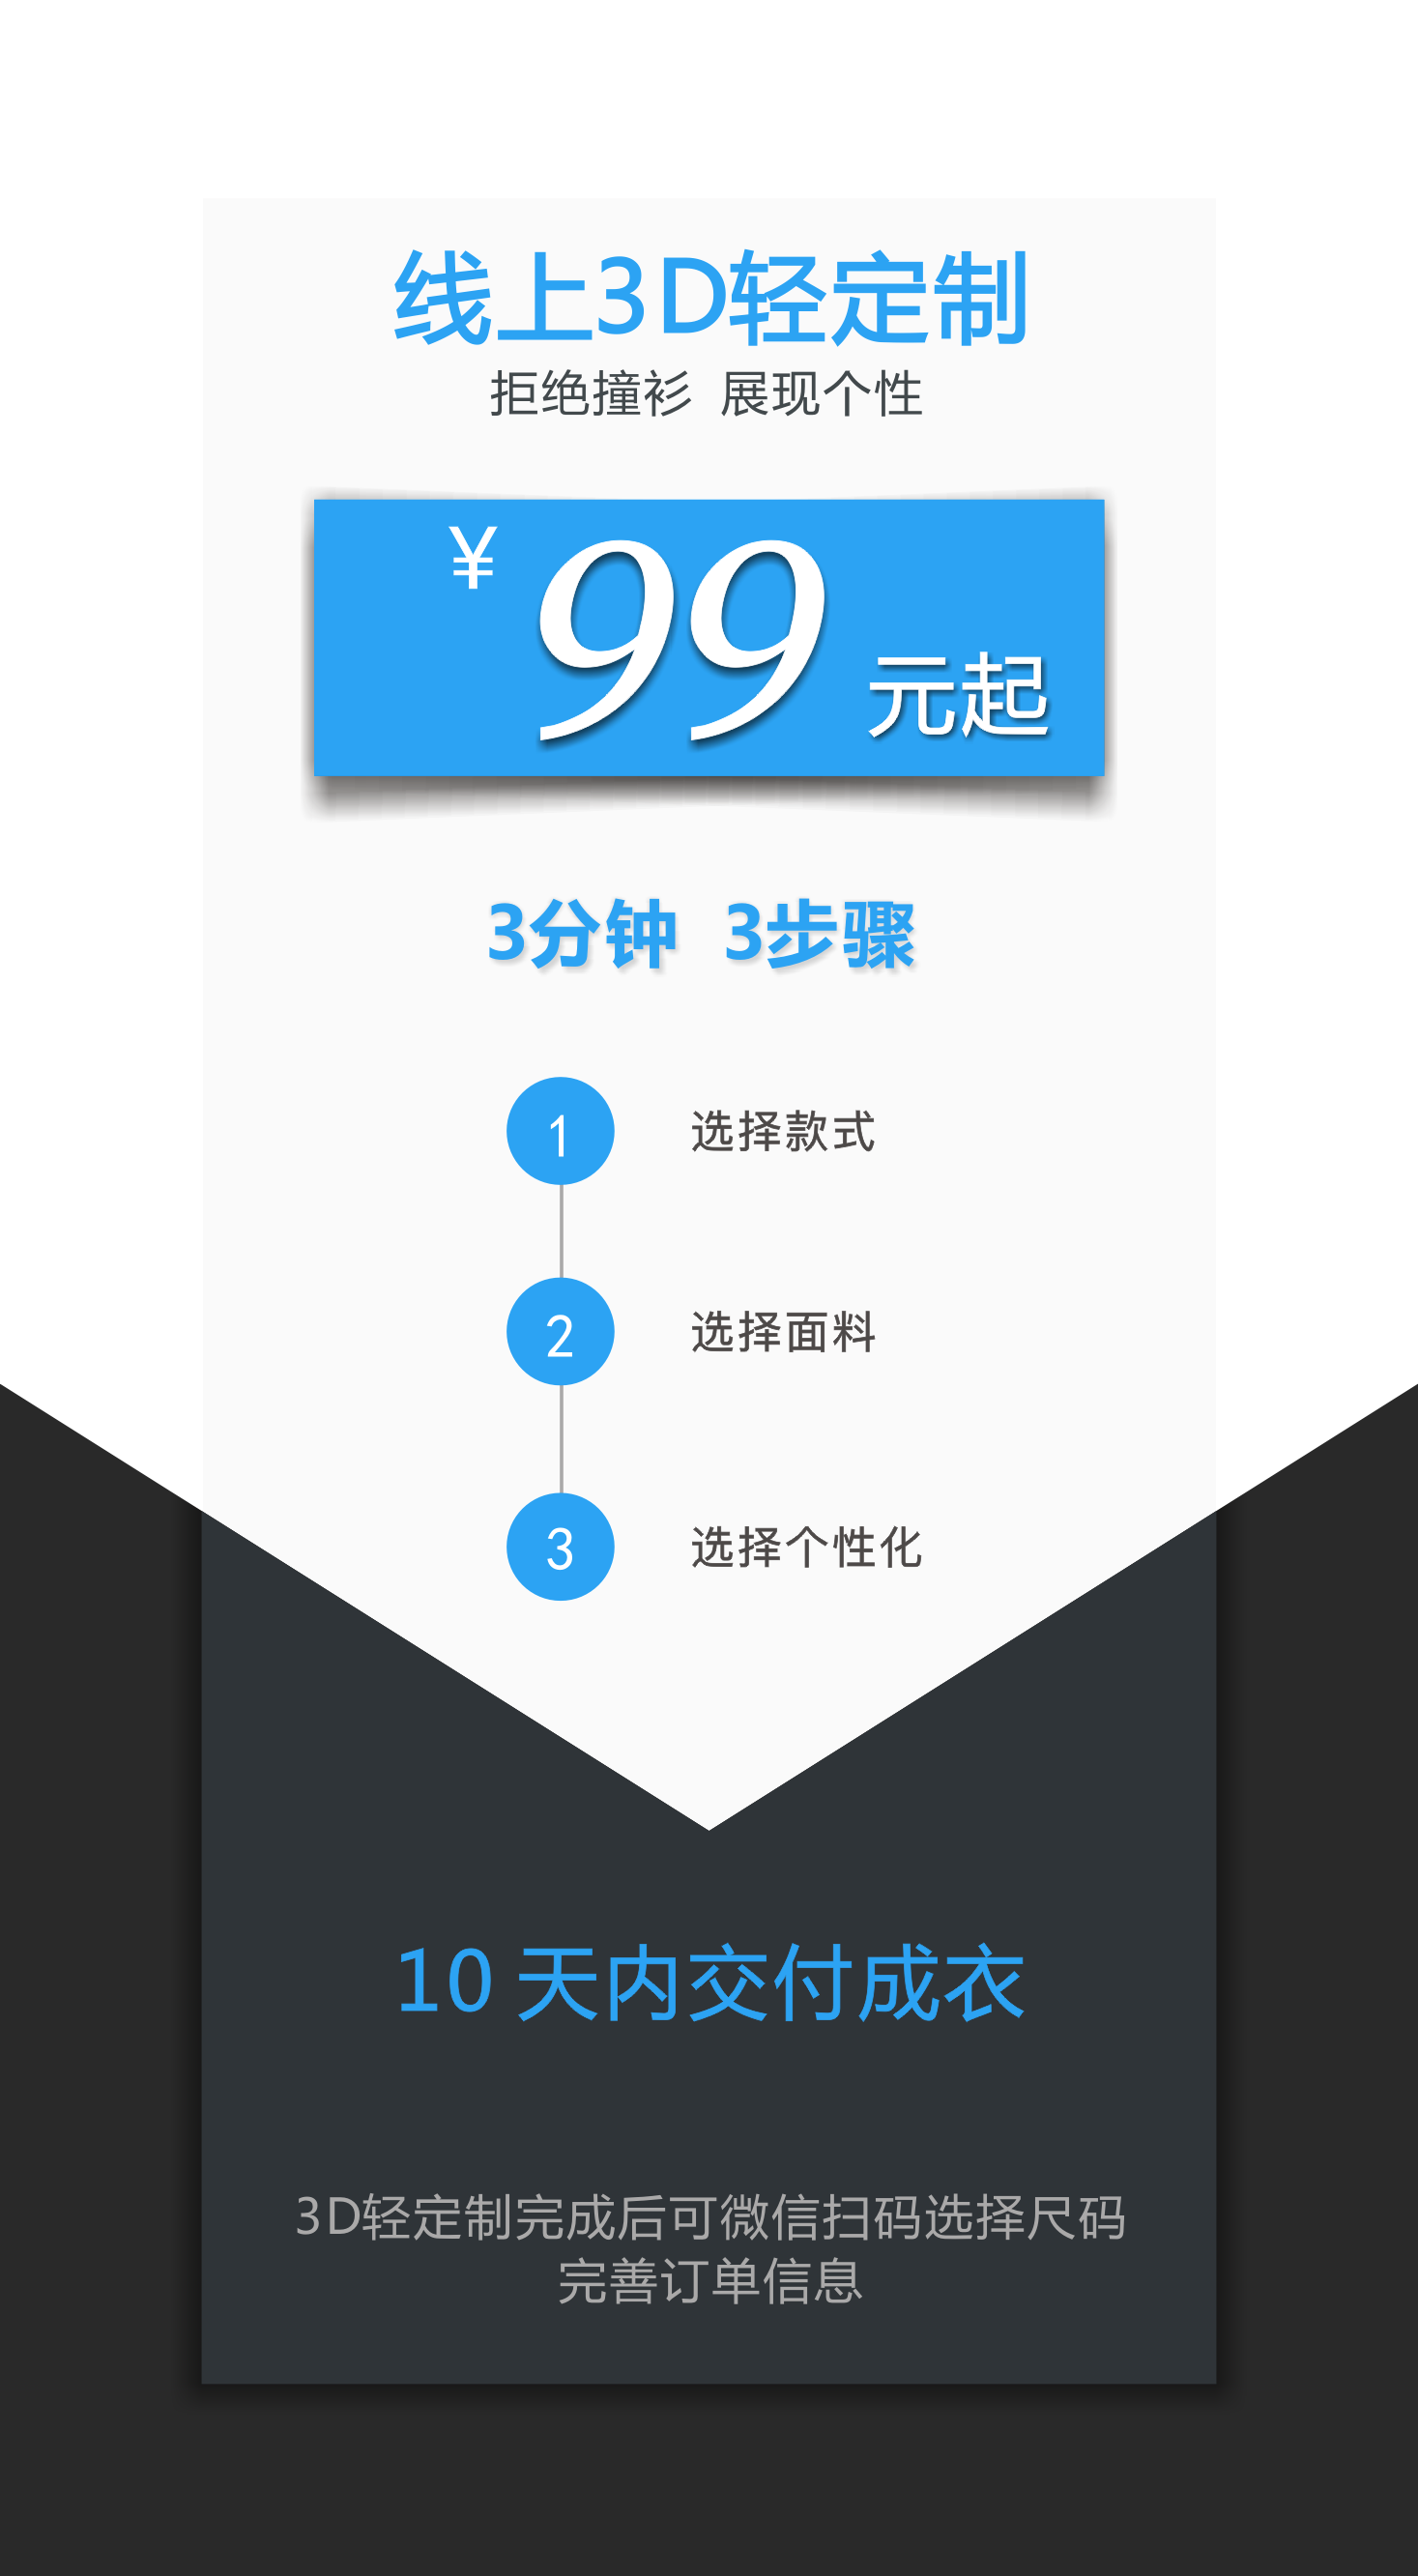 线上3D轻定制
拒绝撞衫 展现个性
¥ 99 元起
3分钟 3步骤
1 选择款式
2 选择面料
3 选择个性化
10 天内交付成衣
3D轻定制完成后可微信扫码选择尺码
完善订单信息